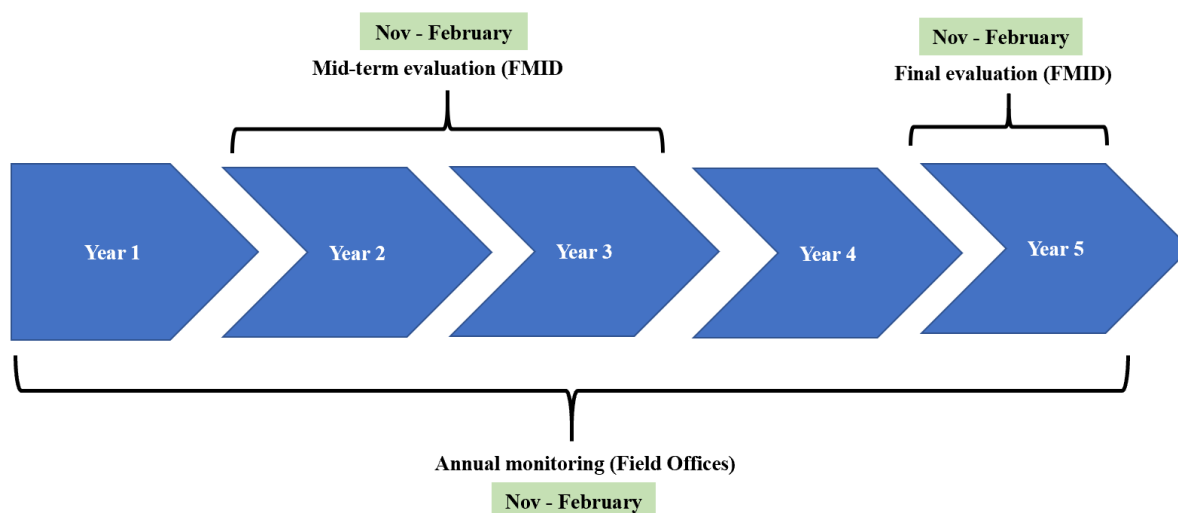 Nov - February
Mid-term evaluation (FMID
Nov - February
Final evaluation (FMID)
Year 1
Year 2
Year 3
Year 4
Year 5
Annual monitoring (Field Offices)
Nov - February